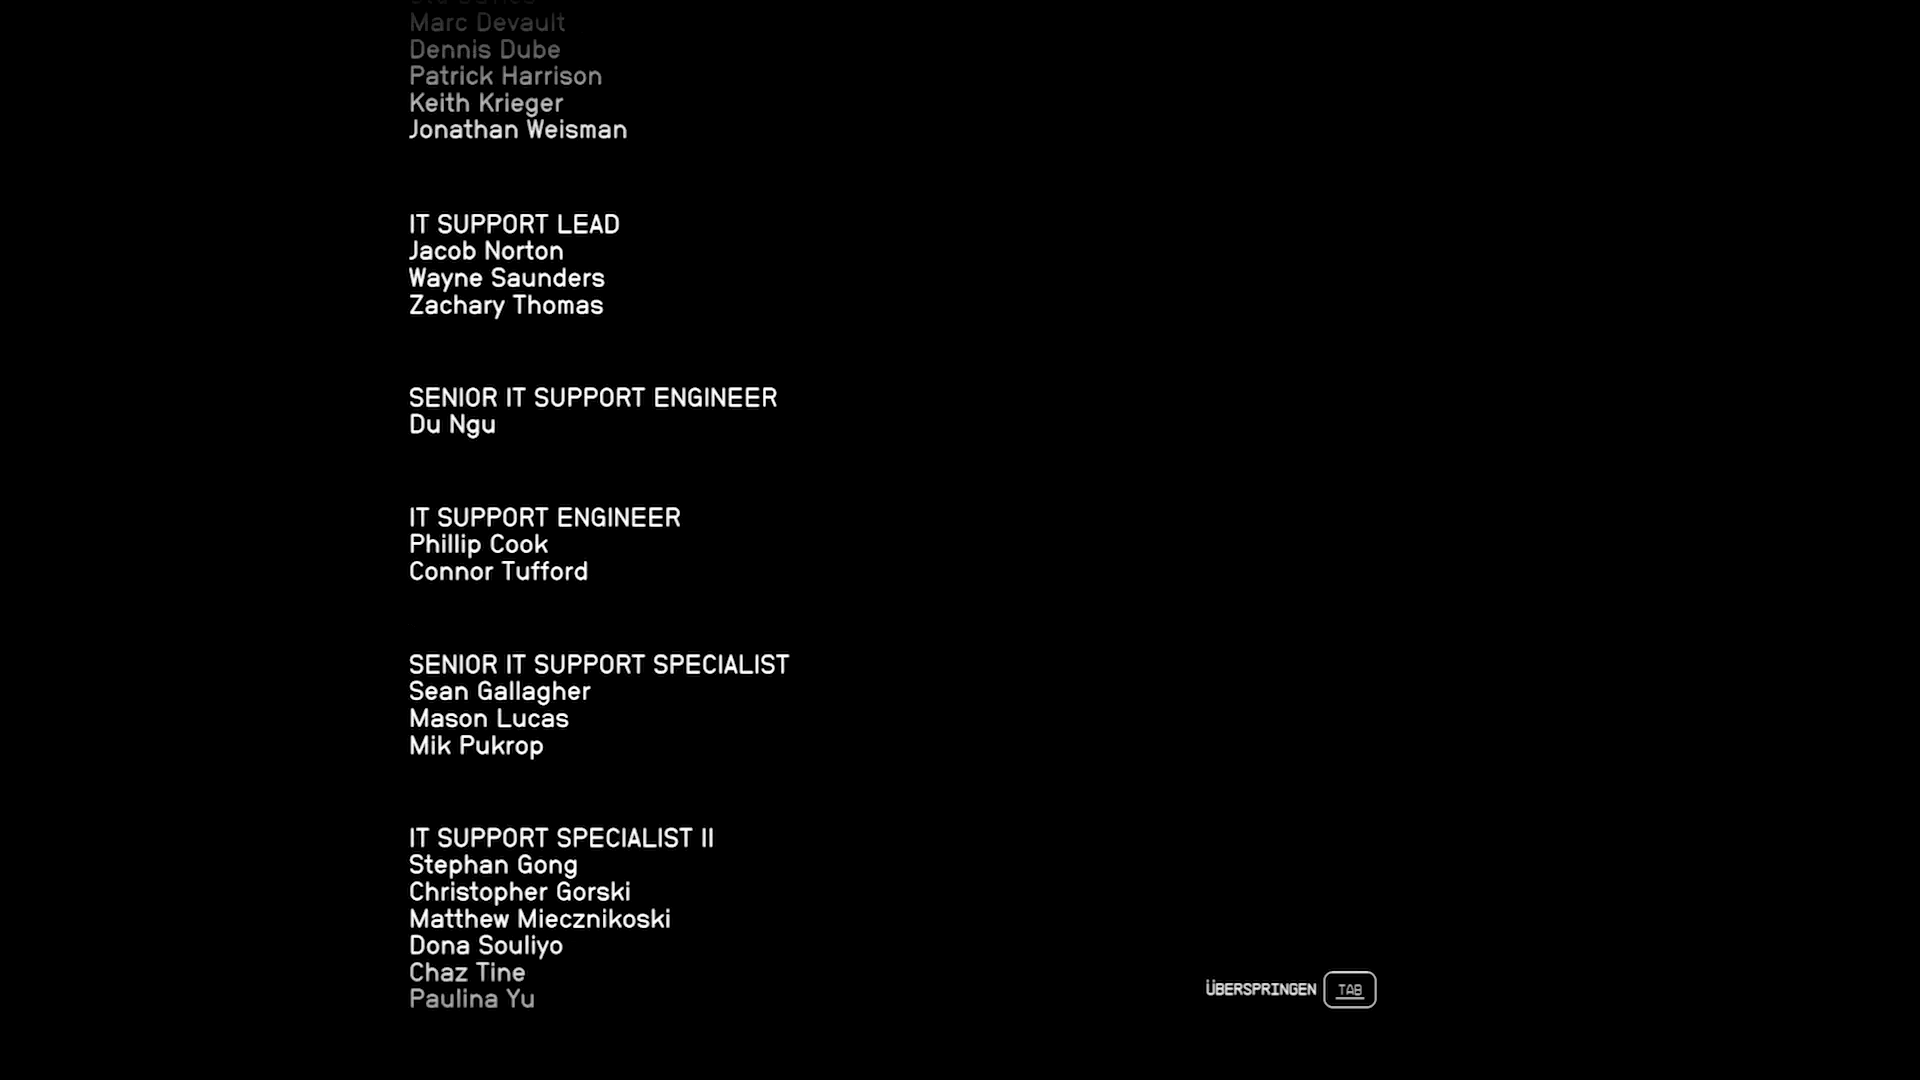 Marc Devault
Dennis Dube
Patrick Harrison
Keith Krieger
Jonathan Weisman
IT SUPPORT LEAD
Jacob Norton
Wayne Saunders
Zachary Thomas
SENIOR IT SUPPORT ENGINEER
Du Ngu
IT SUPPORT ENGINEER
Phillip Cook
Connor Tufford
SENIOR IT SUPPORT SPECIALIST
Sean Gallagher
Mason Lucas
Mik Pukrop
IT SUPPORT SPECIALIST II
Stephan Gong
Christopher Gorski
Matthew Miecznikoski
Dona Souliyo
Chaz Tine
Paulina Yu
ÜBERSPRINGEN TAB